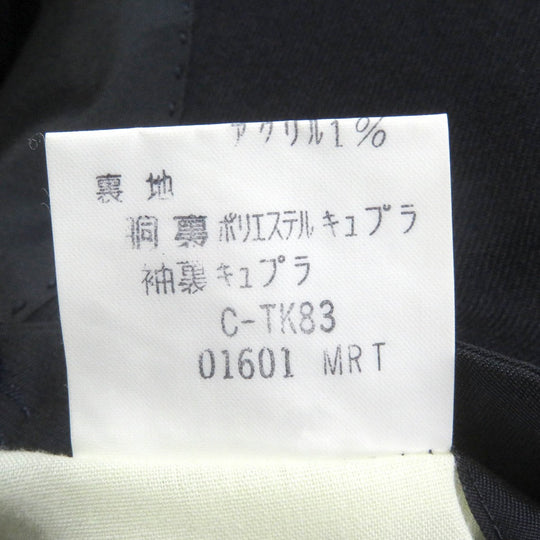 アクリル1%
裏地
胴裏 ポリエステル キュプラ
袖裏 キュプラ
C-TK83
01601 MRT